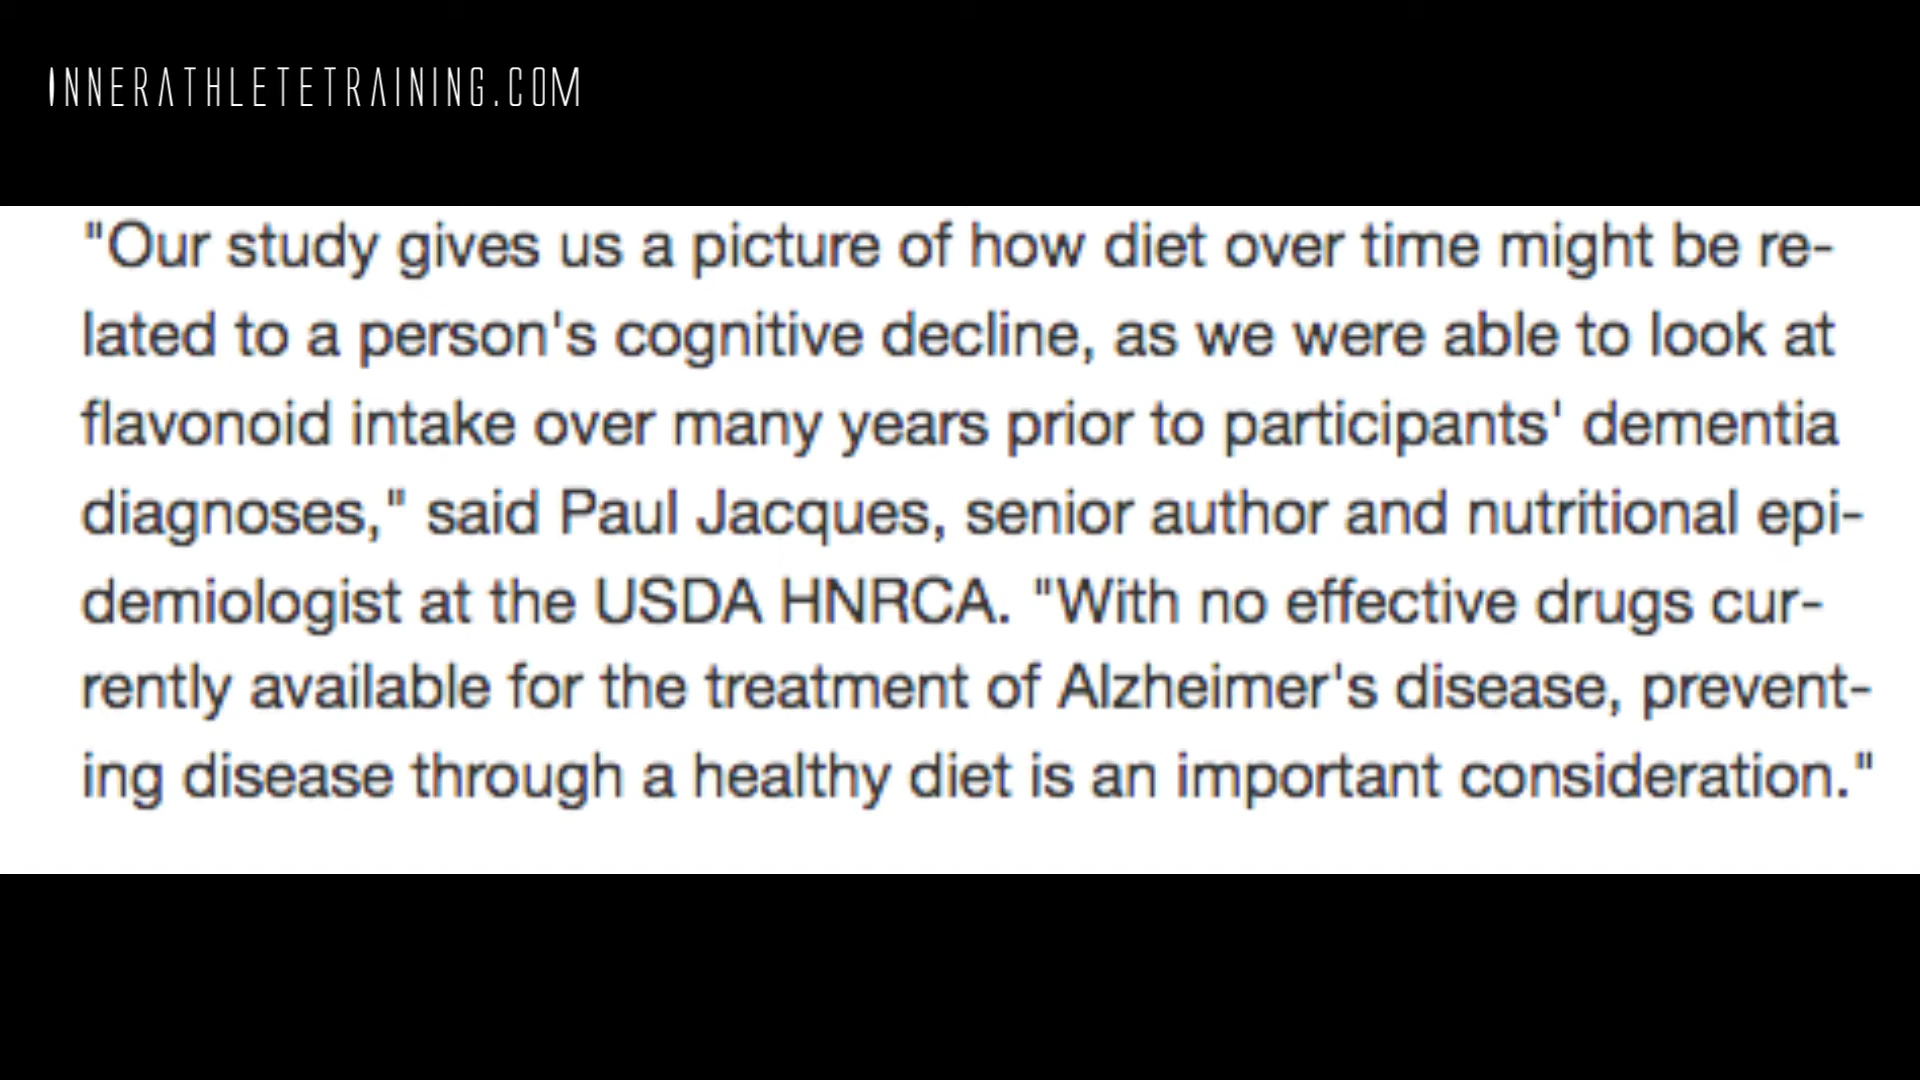 INNERATHLETETRAINING.COM
"Our study gives us a picture of how diet over time might be re-
lated to a person's cognitive decline, as we were able to look at
flavonoid intake over many years prior to participants' dementia
diagnoses," said Paul Jacques, senior author and nutritional epi-
demiologist at the USDA HNRCA. "With no effective drugs cur-
rently available for the treatment of Alzheimer's disease, prevent-
ing disease through a healthy diet is an important consideration."